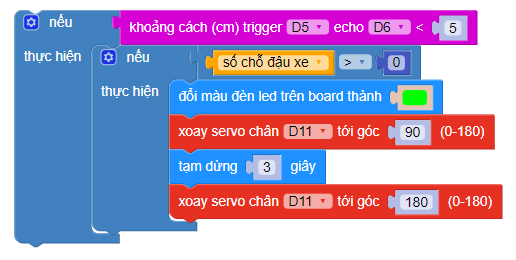 nếu khoảng cách (cm) trigger D5 echo D6 < 5
thực hiện nếu số chỗ đậu xe > 0
thực hiện đổi màu đèn led trên board thành
xoay servo chân D11 tới góc 90 (0-180)
tạm dừng 3 giây
xoay servo chân D11 tới góc 180 (0-180)